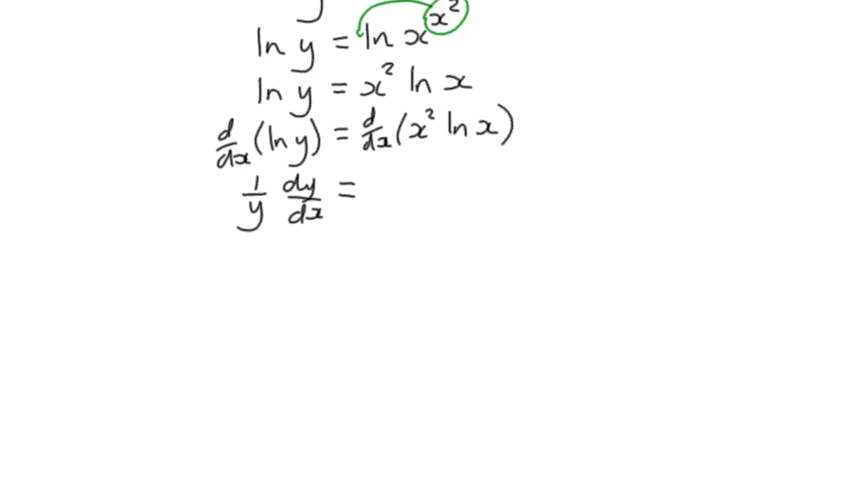 ln y = ln x^{x²}
ln y = x² ln x
d/dx (ln y) = d/dx (x² ln x)
1/y dy/dx =